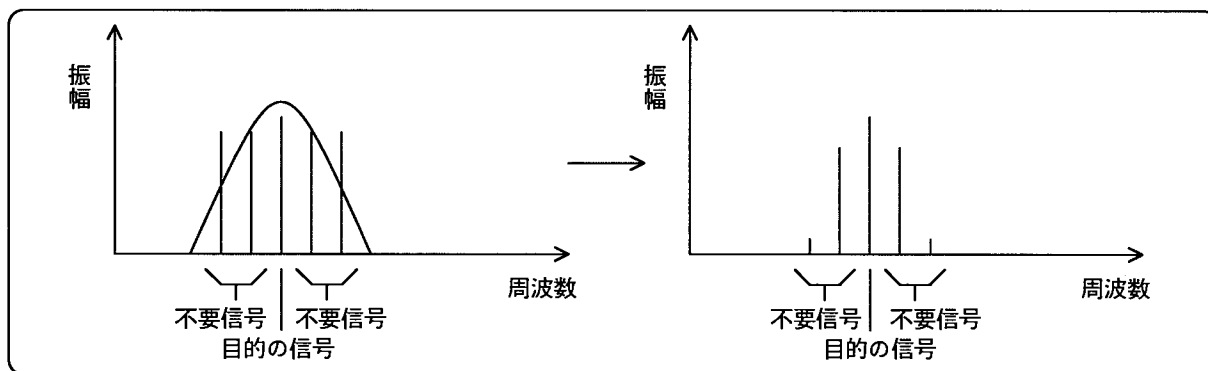 振幅
周波数
不要信号
不要信号
目的の信号
振幅
周波数
不要信号
不要信号
目的の信号